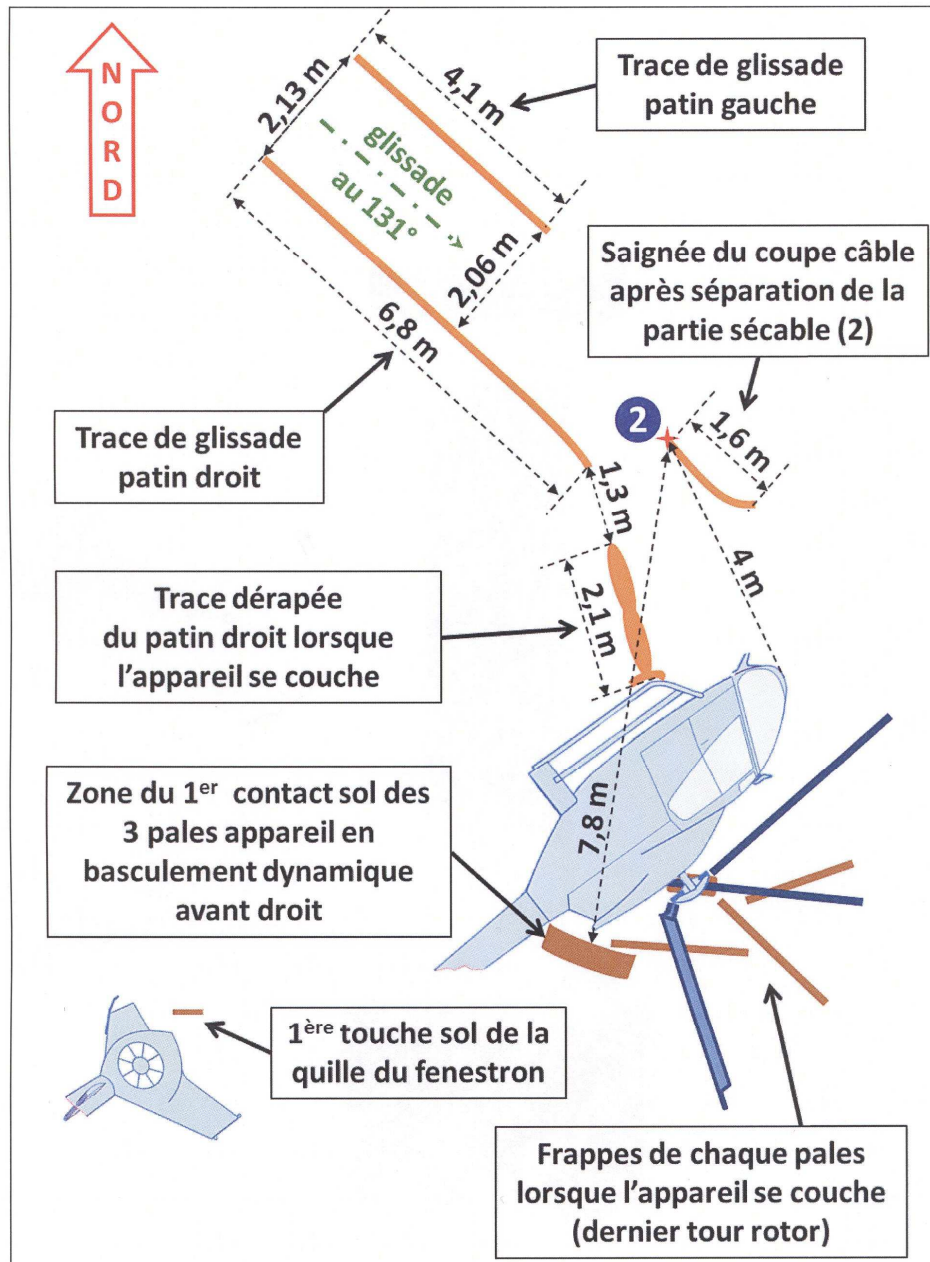 NORD
2,13 m
4,1 m
Trace de glissade
patin gauche
glissade
au 131°
2,06 m
6,8 m
Saignée du coupe câble
après séparation de la
partie sécable (2)
2
1,6 m
Trace de glissade
patin droit
1,3 m
4 m
2,1 m
Trace dérapée
du patin droit lorsque
l'appareil se couche
Zone du 1er contact sol des
3 pales appareil en
basculement dynamique
avant droit
7,8 m
1ère touche sol de la
quille du fenestron
Frappes de chaque pales
lorsque l'appareil se couche
(dernier tour rotor)